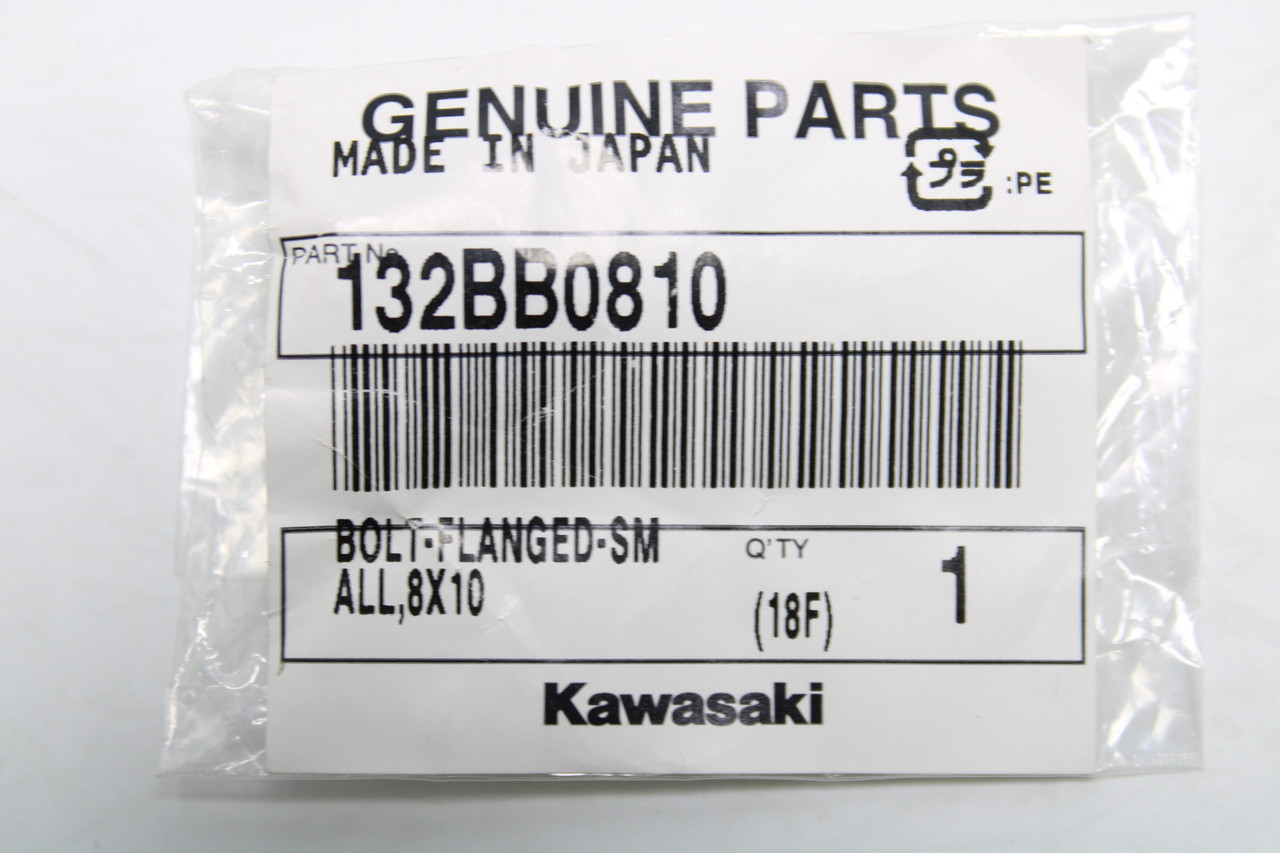 GENUINE PARTS
MADE IN JAPAN
プラ :PE
PART No.
132BB0810
BOLT-FLANGED-SM
ALL,8X10
Q'TY
(18F)
1
Kawasaki